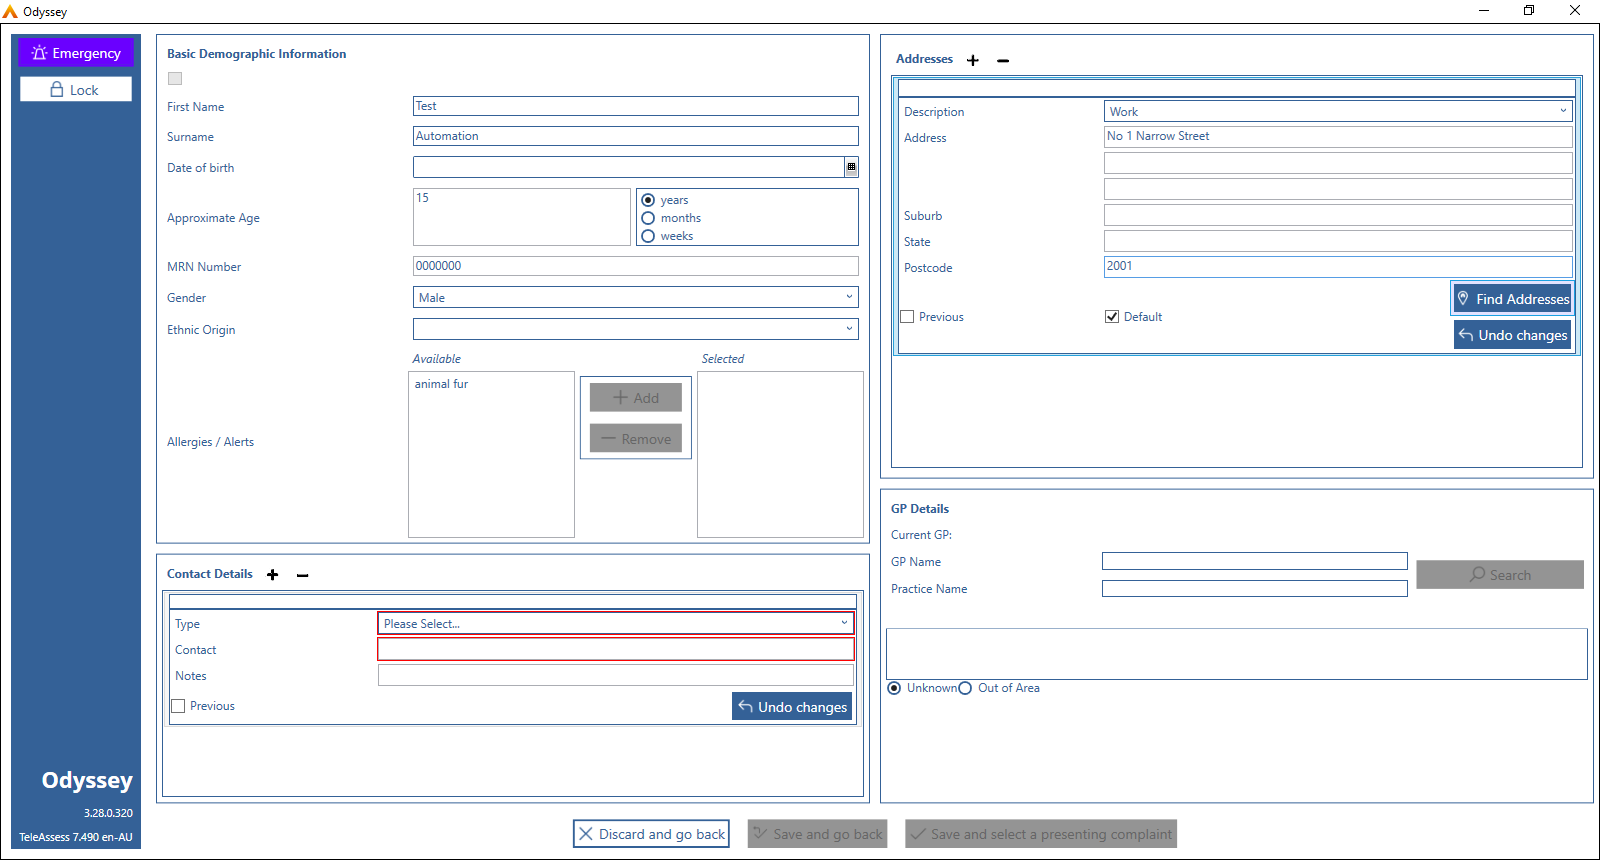 Odyssey
Emergency
Lock
Basic Demographic Information
First Name
Test
Surname
Automation
Date of birth
Approximate Age
15
years
months
weeks
MRN Number
0000000
Gender
Male
Ethnic Origin
Available
Selected
Allergies / Alerts
animal fur
Add
Remove
Contact Details
Type
Please Select...
Contact
Notes
Previous
Undo changes
Addresses
Description
Work
Address
No 1 Narrow Street
Suburb
State
Postcode
2001
Find Addresses
Previous
Default
Undo changes
GP Details
Current GP:
GP Name
Practice Name
Search
Unknown
Out of Area
Odyssey
3.28.0.320
TeleAssess 7.490 en-AU
Discard and go back
Save and go back
Save and select a presenting complaint